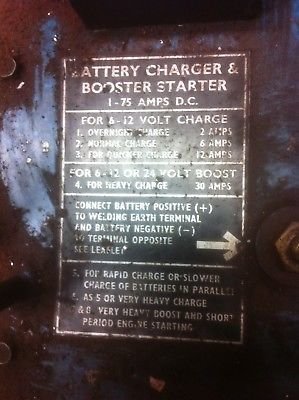 BATTERY CHARGER &
BOOSTER STARTER
1-75 AMPS D.C.
FOR 6-12 VOLT CHARGE
1. OVERNIGHT CHARGE 2 AMPS
2. NORMAL CHARGE 6 AMPS
3. FOR QUICKER CHARGE 12 AMPS
FOR 6-12 OR 24 VOLT BOOST
4. FOR HEAVY CHARGE 30 AMPS
CONNECT BATTERY POSITIVE (+)
TO WELDING EARTH TERMINAL
AND BATTERY NEGATIVE (-)
TO TERMINAL OPPOSITE
SEE LEAFLET
5. FOR RAPID CHARGE OR SLOWER
CHARGE OF BATTERIES IN PARALLEL
6. AS 5 OR VERY HEAVY CHARGE
7 & 8. VERY HEAVY BOOST AND SHORT
PERIOD ENGINE STARTING